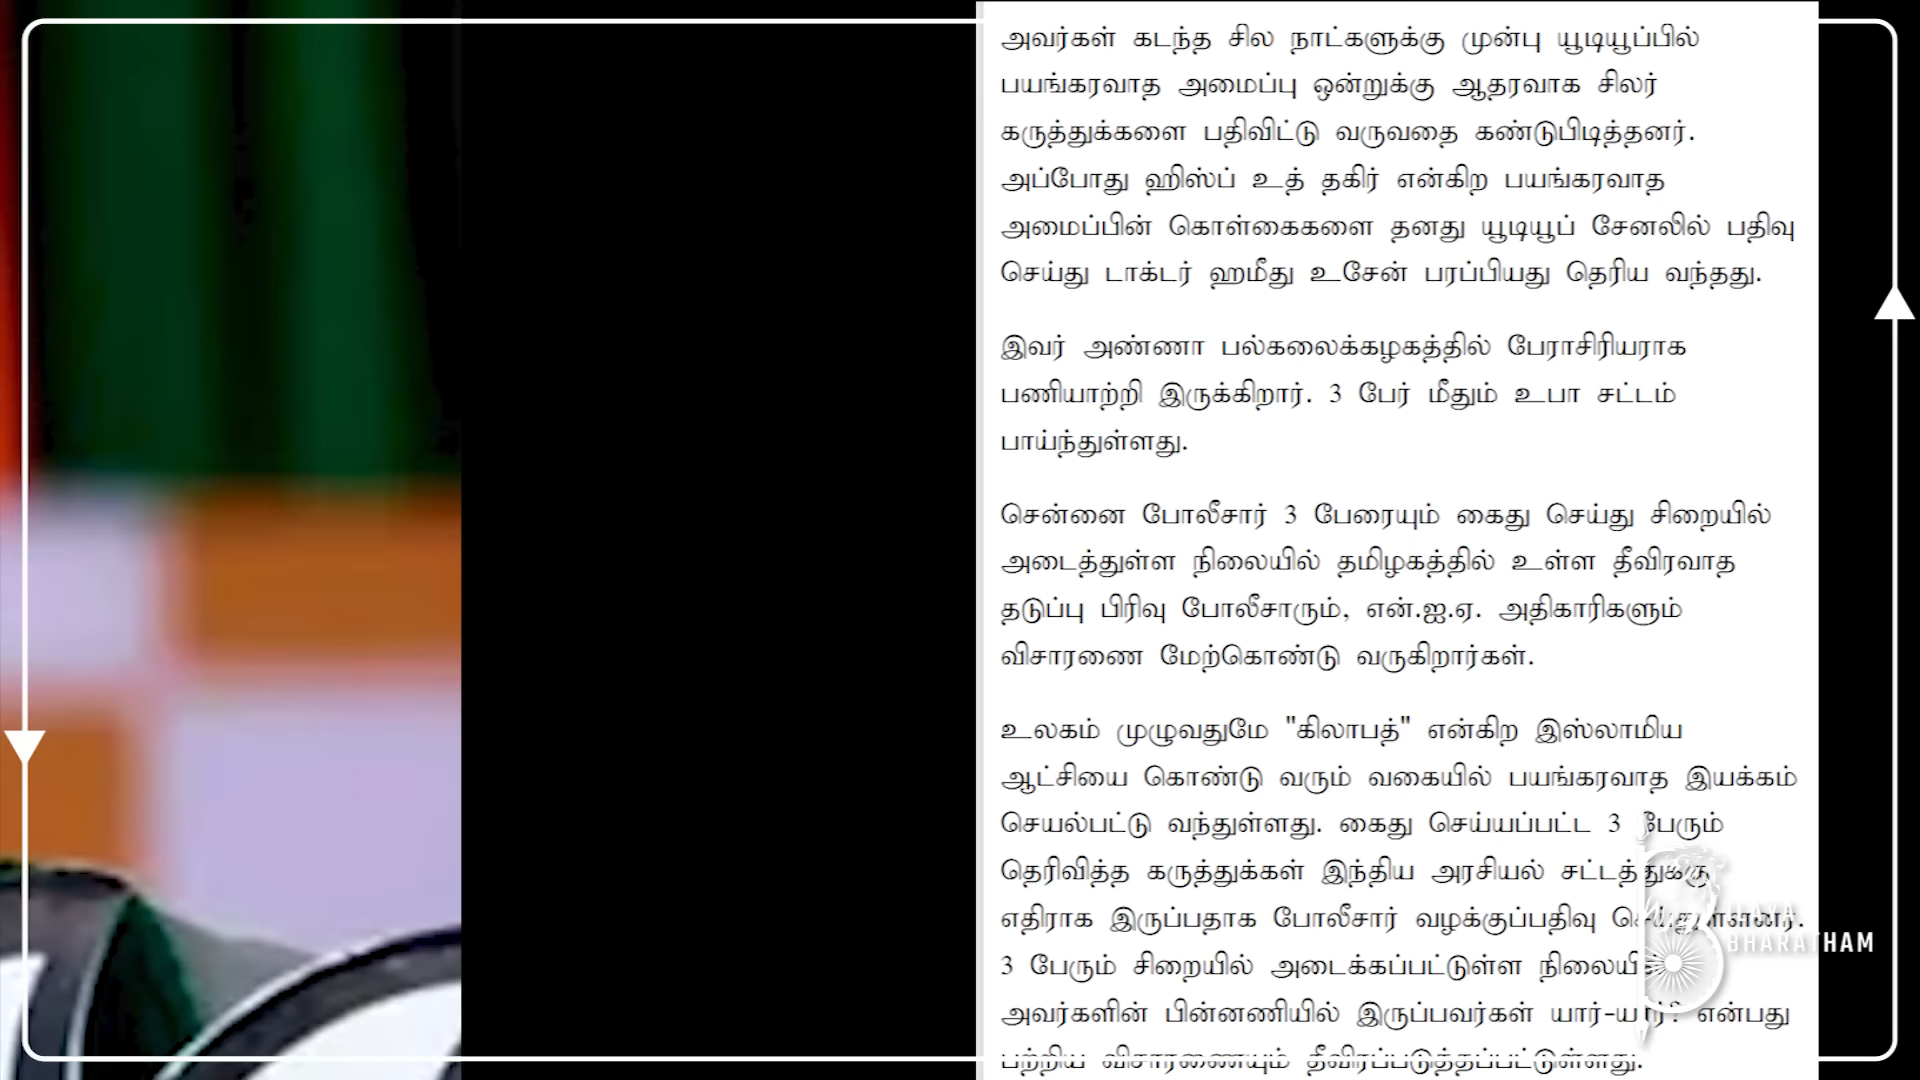 அவர்கள் கடந்த சில நாட்களுக்கு முன்பு யூடியூப்பில்
பயங்கரவாத அமைப்பு ஒன்றுக்கு ஆதரவாக சிலர்
கருத்துக்களை பதிவிட்டு வருவதை கண்டுபிடித்தனர்.
அப்போது ஹிஸ்ப் உத் தகிர் என்கிற பயங்கரவாத
அமைப்பின் கொள்கைகளை தனது யூடியூப் சேனலில் பதிவு
செய்து டாக்டர் ஹமீது உசேன் பரப்பியது தெரிய வந்தது.
இவர் அண்ணா பல்கலைக்கழகத்தில் பேராசிரியராக
பணியாற்றி இருக்கிறார். 3 பேர் மீதும் உபா சட்டம்
பாய்ந்துள்ளது.
சென்னை போலீசார் 3 பேரையும் கைது செய்து சிறையில்
அடைத்துள்ள நிலையில் தமிழகத்தில் உள்ள தீவிரவாத
தடுப்பு பிரிவு போலீசாரும், என்.ஐ.ஏ. அதிகாரிகளும்
விசாரணை மேற்கொண்டு வருகிறார்கள்.
உலகம் முழுவதுமே "கிலாபத்" என்கிற இஸ்லாமிய
ஆட்சியை கொண்டு வரும் வகையில் பயங்கரவாத இயக்கம்
செயல்பட்டு வந்துள்ளது. கைது செய்யப்பட்ட 3 பேரும்
தெரிவித்த கருத்துக்கள் இந்திய அரசியல் சட்டத்துக்கு
எதிராக இருப்பதாக போலீசார் வழக்குப்பதிவு செய்துள்ளனர்.
3 பேரும் சிறையில் அடைக்கப்பட்டுள்ள நிலையில்
அவர்களின் பின்னணியில் இருப்பவர்கள் யார்-யார்? என்பது
பற்றிய விசாரணையும் தீவிரப்படுத்தப்பட்டுள்ளது.
BHARATHAM